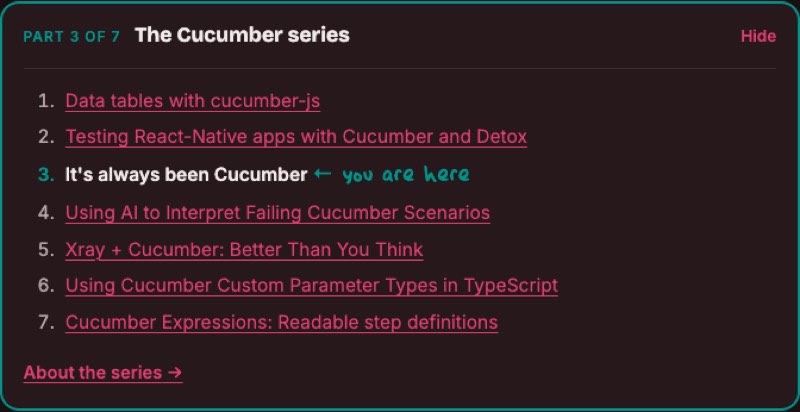 PART 3 OF 7 The Cucumber series Hide
1. Data tables with cucumber-js
2. Testing React-Native apps with Cucumber and Detox
3. It's always been Cucumber ← you are here
4. Using AI to Interpret Failing Cucumber Scenarios
5. Xray + Cucumber: Better Than You Think
6. Using Cucumber Custom Parameter Types in TypeScript
7. Cucumber Expressions: Readable step definitions
About the series →